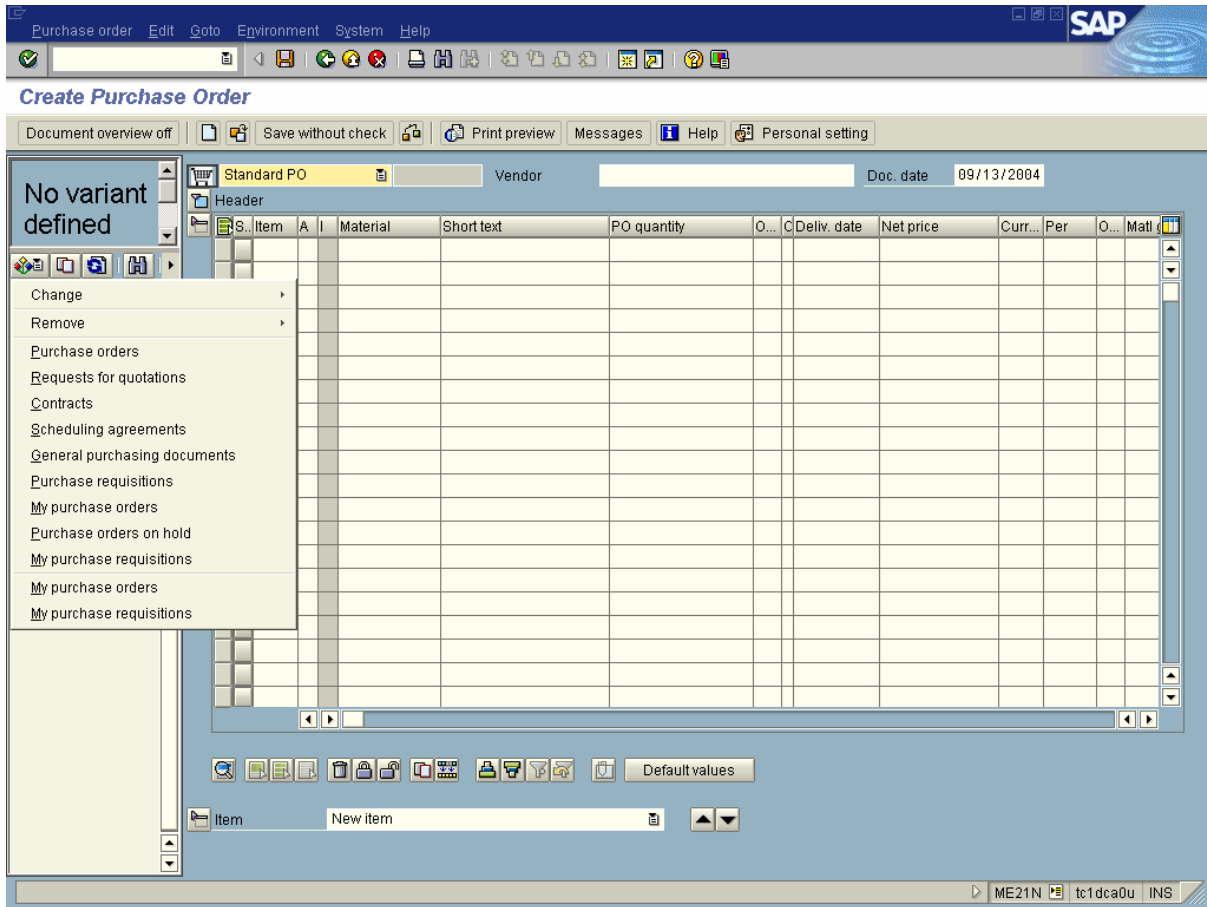 Purchase order Edit Goto Environment System Help
SAP
Create Purchase Order
Document overview off Save without check Print preview Messages Help Personal setting
No variant
defined
Standard PO Vendor Doc. date 09/13/2004
Header
S.. Item A I Material Short text PO quantity O... C Deliv. date Net price Curr... Per O... Matl g
Change
Remove
Purchase orders
Requests for quotations
Contracts
Scheduling agreements
General purchasing documents
Purchase requisitions
My purchase orders
Purchase orders on hold
My purchase requisitions
My purchase orders
My purchase requisitions
Default values
Item New item
ME21N tc1dca0u INS